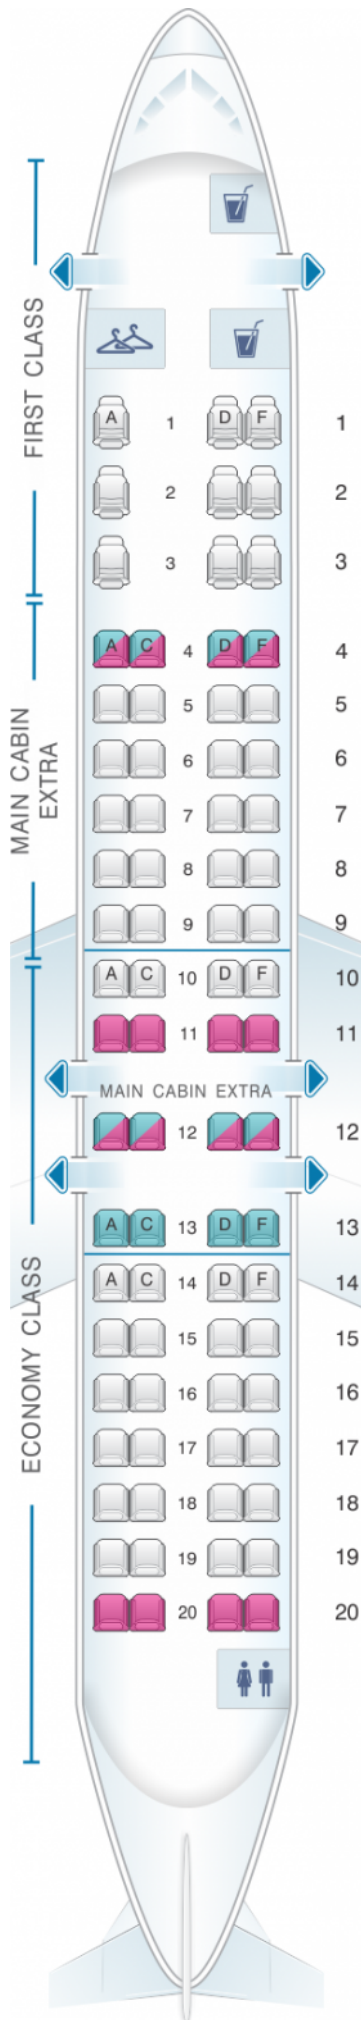 FIRST CLASS
A 1 D F 1
2 2
3 3
MAIN CABIN
EXTRA
A C 4 D F 4
5 5
6 6
7 7
8 8
9 9
A C 10 D F 10
11 11
MAIN CABIN EXTRA
12 12
A C 13 D F 13
ECONOMY CLASS
A C 14 D F 14
15 15
16 16
17 17
18 18
19 19
20 20